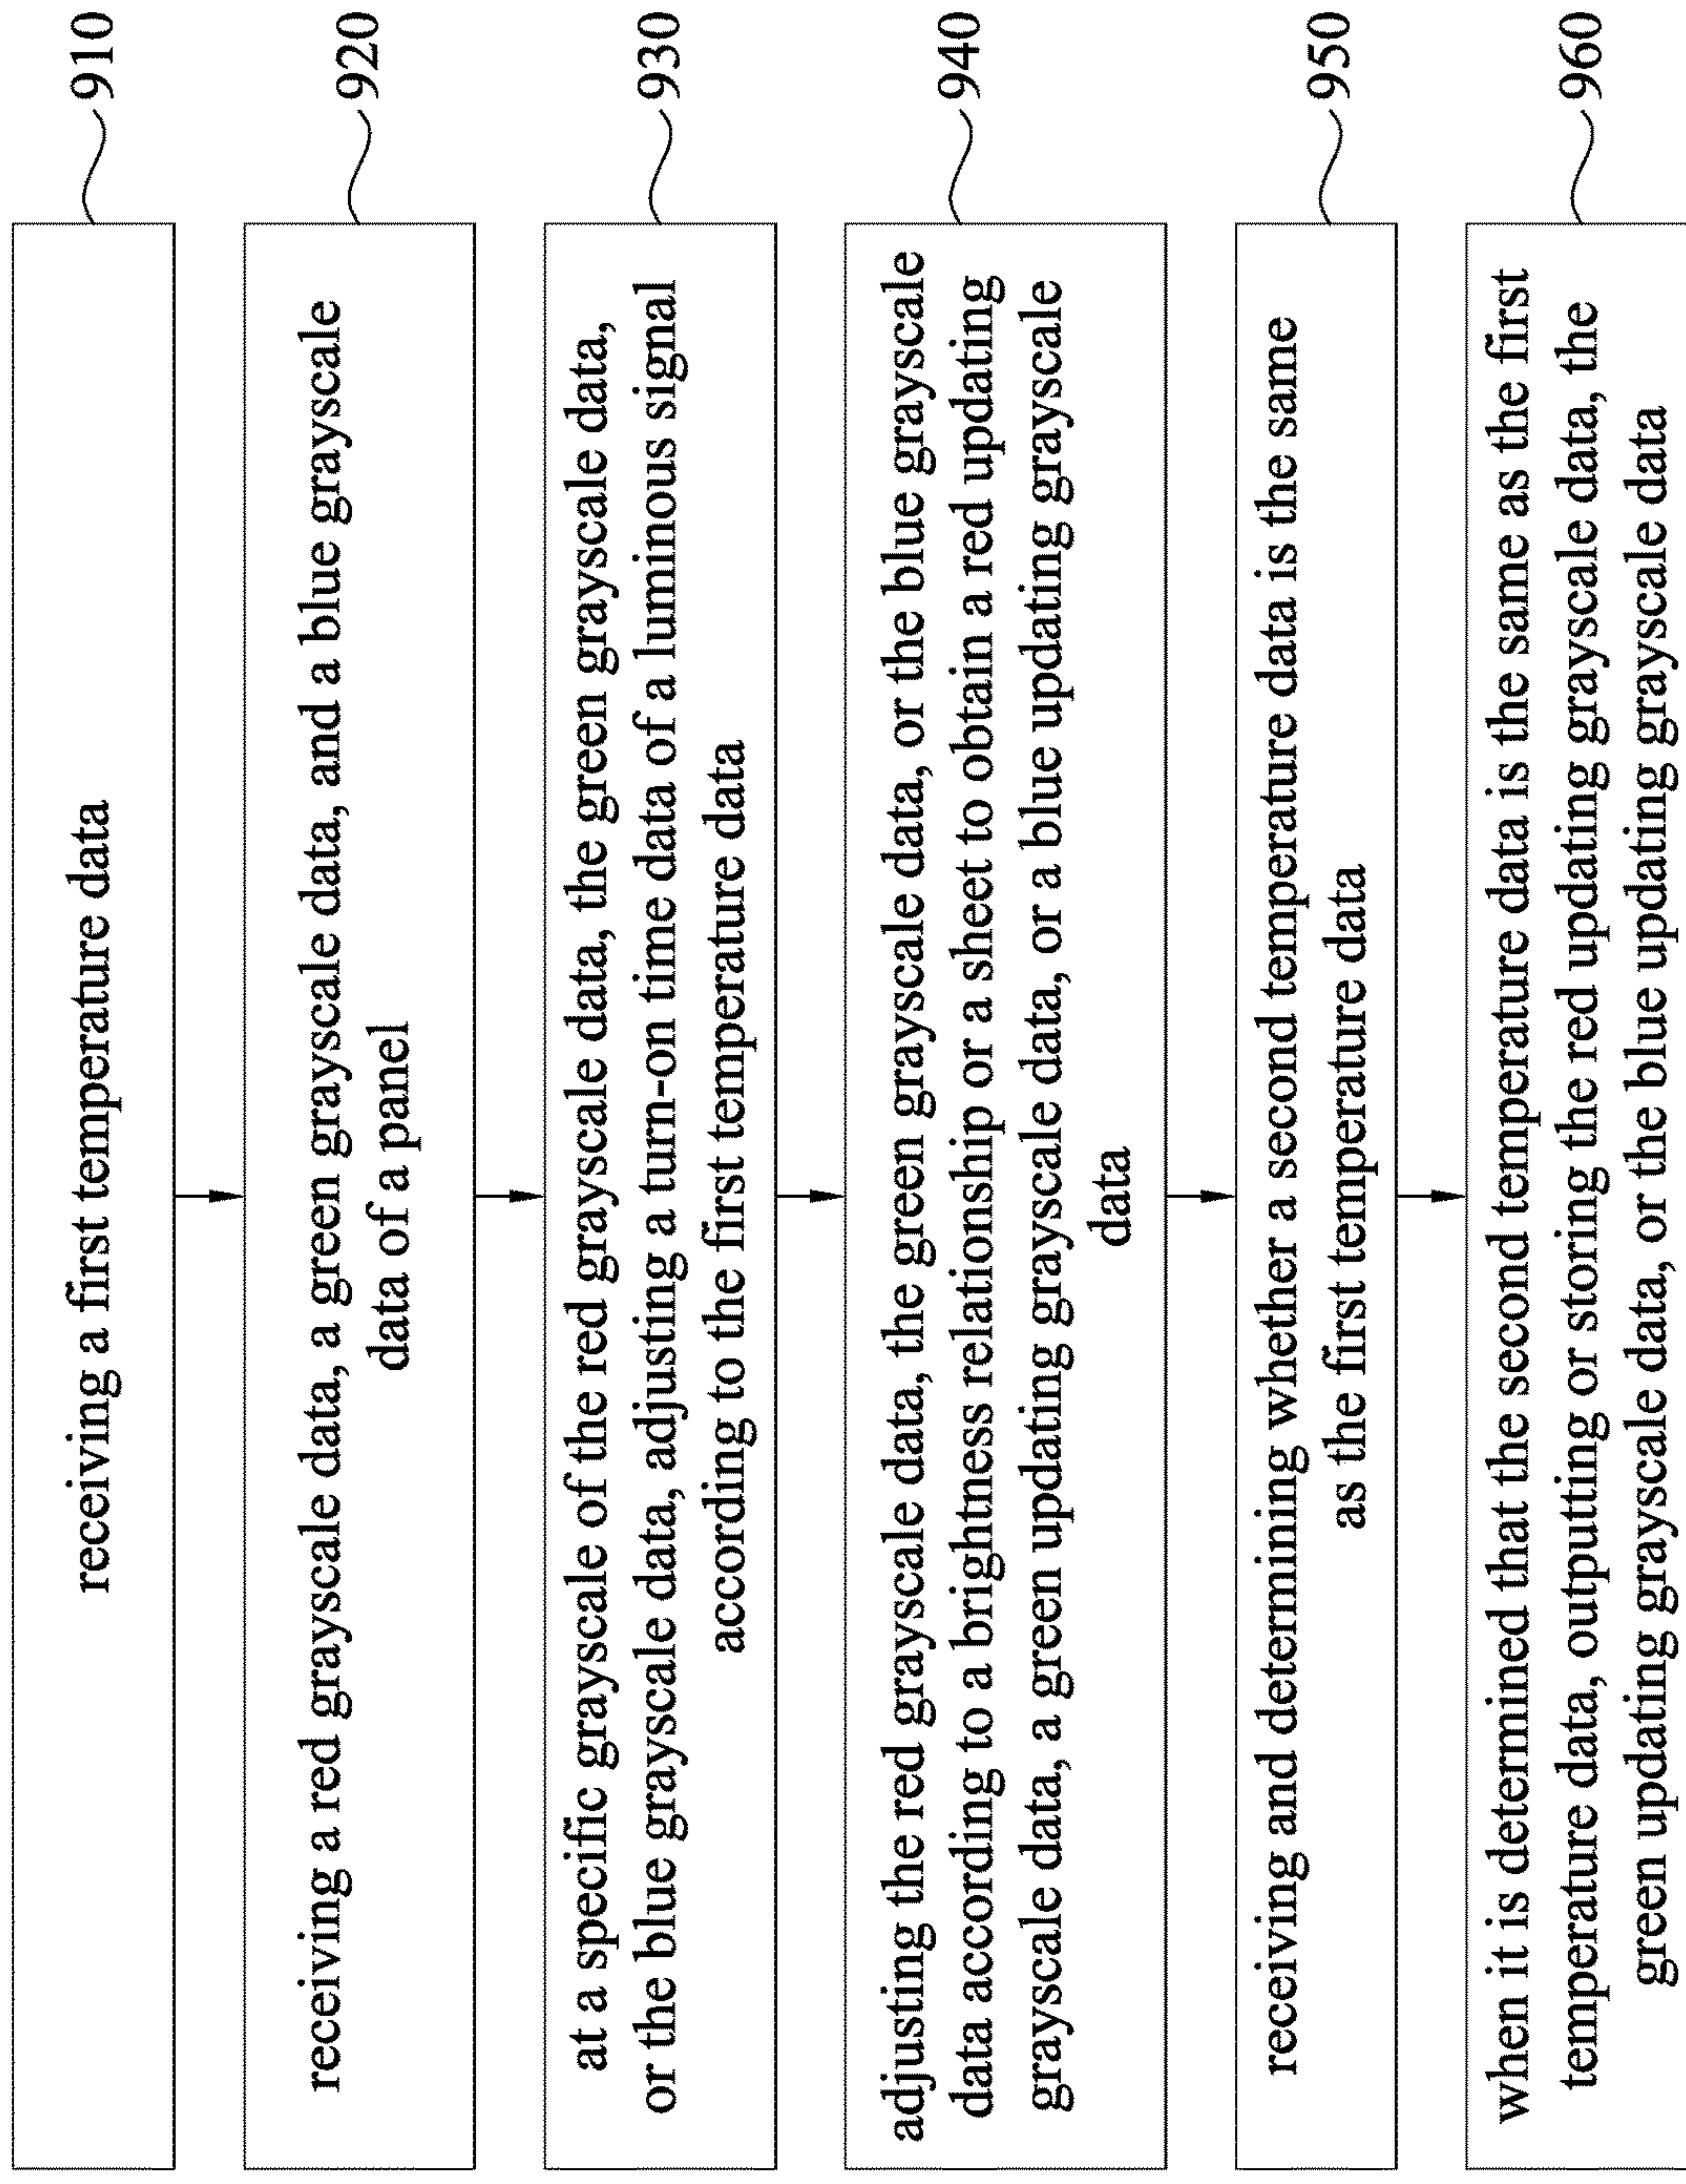 receiving a first temperature data
910
receiving a red grayscale data, a green grayscale data, and a blue grayscale
data of a panel
920
at a specific grayscale of the red grayscale data, the green grayscale data,
or the blue grayscale data, adjusting a turn-on time data of a luminous signal
according to the first temperature data
930
adjusting the red grayscale data, the green grayscale data, or the blue grayscale
data according to a brightness relationship or a sheet to obtain a red updating
grayscale data, a green updating grayscale data, or a blue updating grayscale
data
940
receiving and determining whether a second temperature data is the same
as the first temperature data
950
when it is determined that the second temperature data is the same as the first
temperature data, outputting or storing the red updating grayscale data, the
green updating grayscale data, or the blue updating grayscale data
960